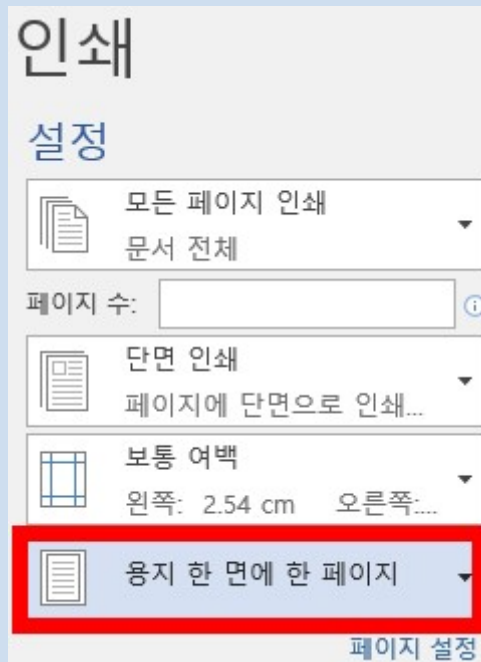 인쇄
설정
모든 페이지 인쇄
문서 전체
페이지 수:
단면 인쇄
페이지에 단면으로 인쇄...
보통 여백
왼쪽: 2.54 cm 오른쪽:...
용지 한 면에 한 페이지
페이지 설정